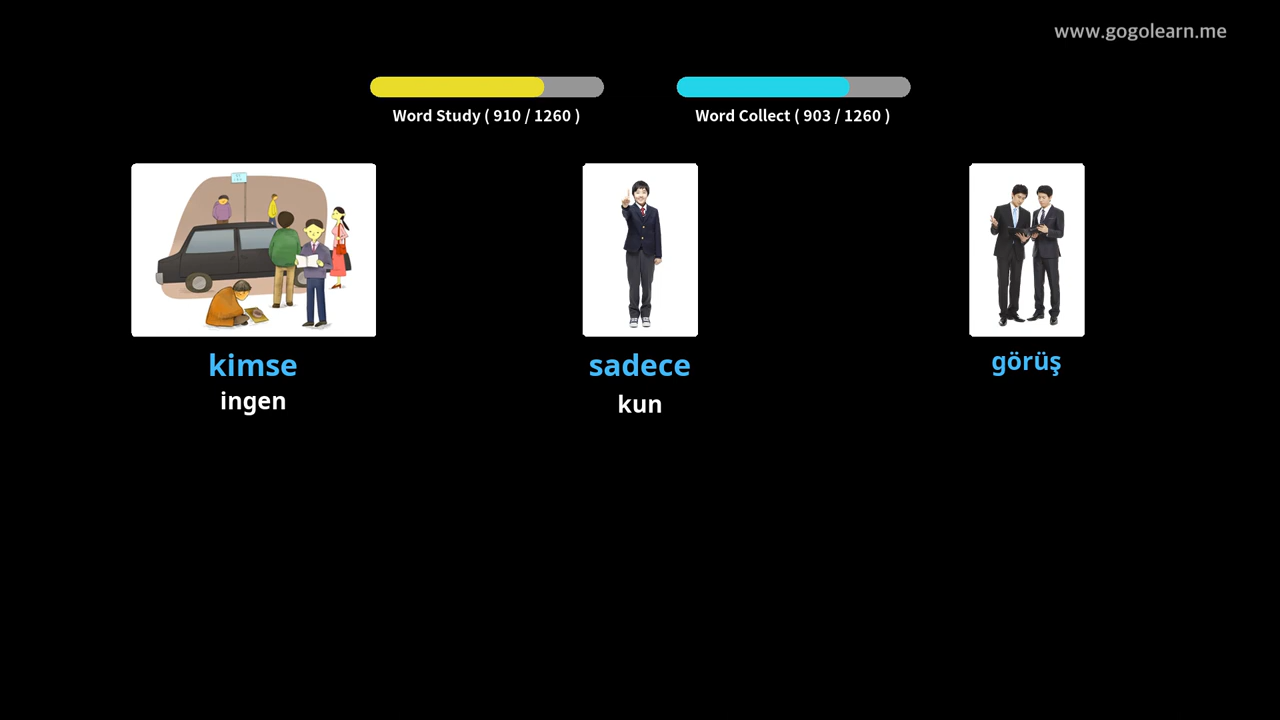 www.gogolearn.me
Word Study ( 910 / 1260 )
Word Collect ( 903 / 1260 )
kimse
ingen
sadece
kun
görüş